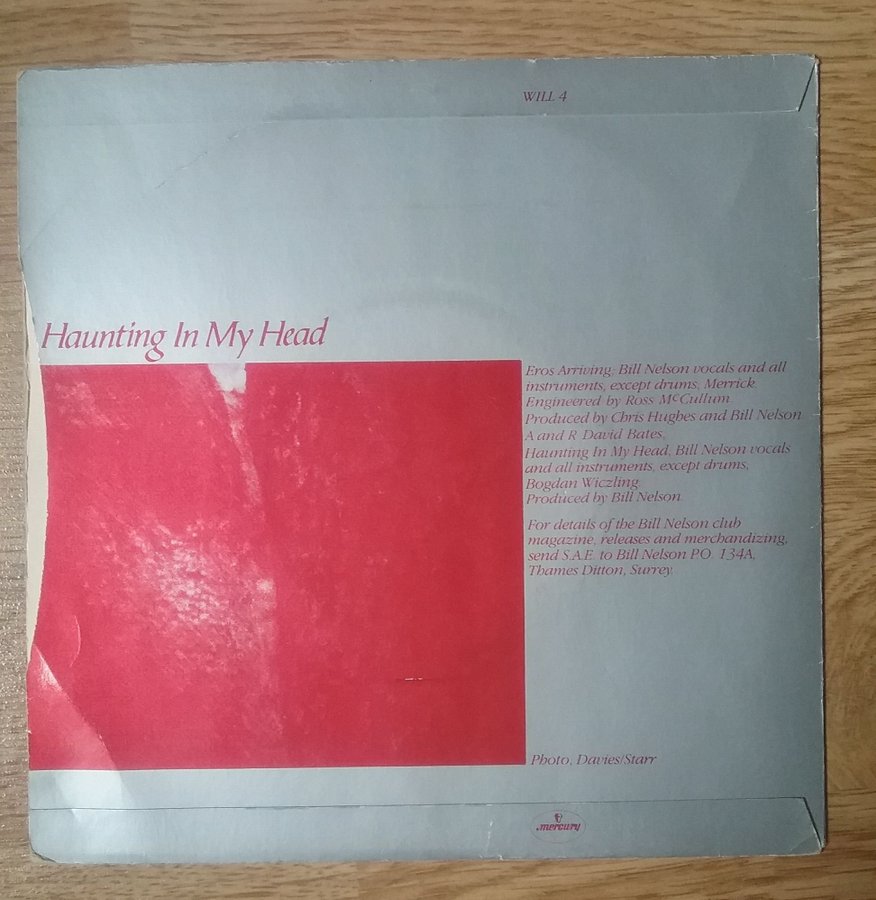 WILL 4
Haunting In My Head
Eros Arriving, Bill Nelson vocals and all
instruments, except drums, Merrick.
Engineered by Ross McCullum
Produced by Chris Hughes and Bill Nelson
A and R David Bates,
Haunting In My Head, Bill Nelson vocals
and all instruments, except drums,
Bogdan Wiczling.
Produced by Bill Nelson.
For details of the Bill Nelson club
magazine, releases and merchandizing,
send S.A.E. to Bill Nelson P.O. 134A,
Thames Ditton, Surrey.
Photo, Davies/Starr
mercury